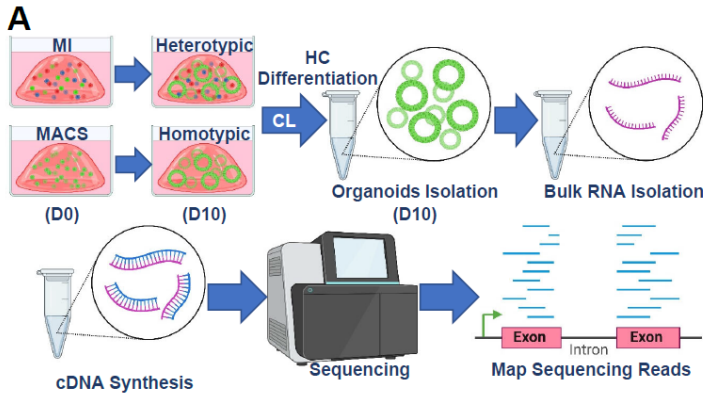 A
MI
Heterotypic
HC
Differentiation
CL
MACS
Homotypic
(D0)
(D10)
Organoids Isolation
(D10)
Bulk RNA Isolation
cDNA Synthesis
Sequencing
Exon
Exon
Intron
Map Sequencing Reads